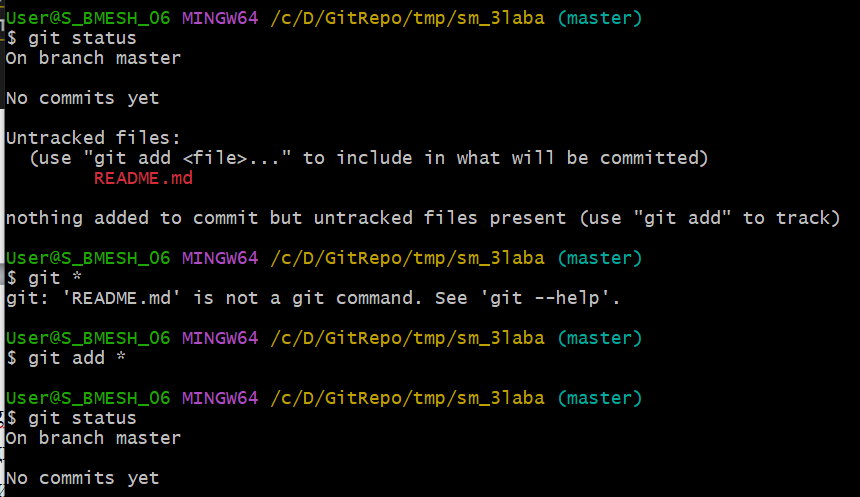 User@S_BMESH_06 MINGW64 /c/D/GitRepo/tmp/sm_3laba (master)
$ git status
On branch master
No commits yet
Untracked files:
  (use "git add <file>..." to include in what will be committed)
        README.md
nothing added to commit but untracked files present (use "git add" to track)
User@S_BMESH_06 MINGW64 /c/D/GitRepo/tmp/sm_3laba (master)
$ git *
git: 'README.md' is not a git command. See 'git --help'.
User@S_BMESH_06 MINGW64 /c/D/GitRepo/tmp/sm_3laba (master)
$ git add *
User@S_BMESH_06 MINGW64 /c/D/GitRepo/tmp/sm_3laba (master)
$ git status
On branch master
No commits yet